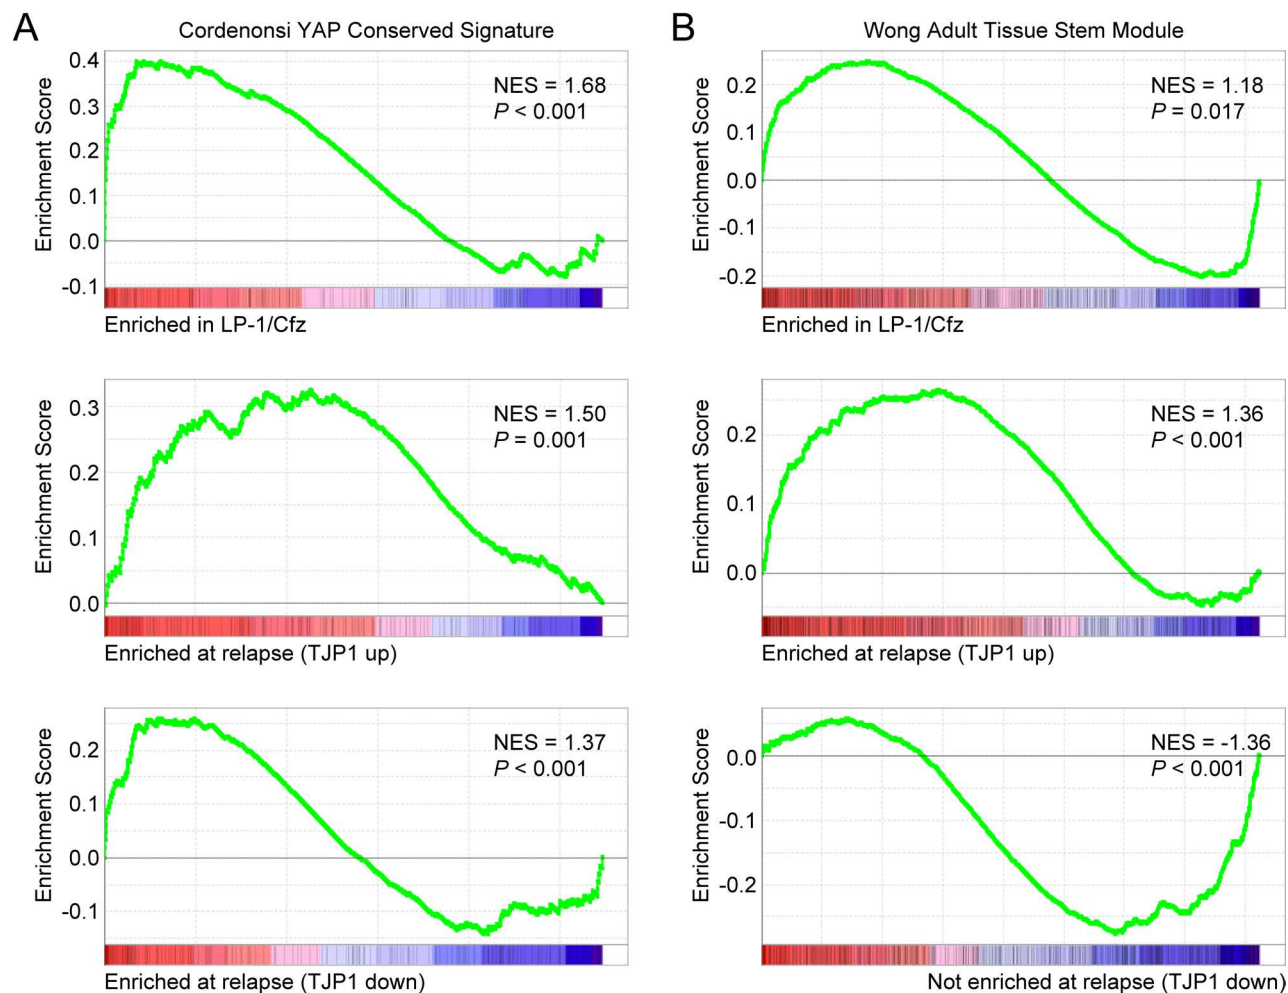 A
Cordenonsi YAP Conserved Signature
Enrichment Score
0.4
0.3
0.2
0.1
0.0
-0.1
NES = 1.68
P < 0.001
Enriched in LP-1/Cfz
B
Wong Adult Tissue Stem Module
Enrichment Score
0.2
0.1
0.0
-0.1
-0.2
NES = 1.18
P = 0.017
Enriched in LP-1/Cfz
Enrichment Score
0.3
0.2
0.1
0.0
NES = 1.50
P = 0.001
Enriched at relapse (TJP1 up)
Enrichment Score
0.2
0.1
0.0
NES = 1.36
P < 0.001
Enriched at relapse (TJP1 up)
Enrichment Score
0.2
0.1
0.0
-0.1
NES = 1.37
P < 0.001
Enriched at relapse (TJP1 down)
Enrichment Score
0.0
-0.1
-0.2
NES = -1.36
P < 0.001
Not enriched at relapse (TJP1 down)